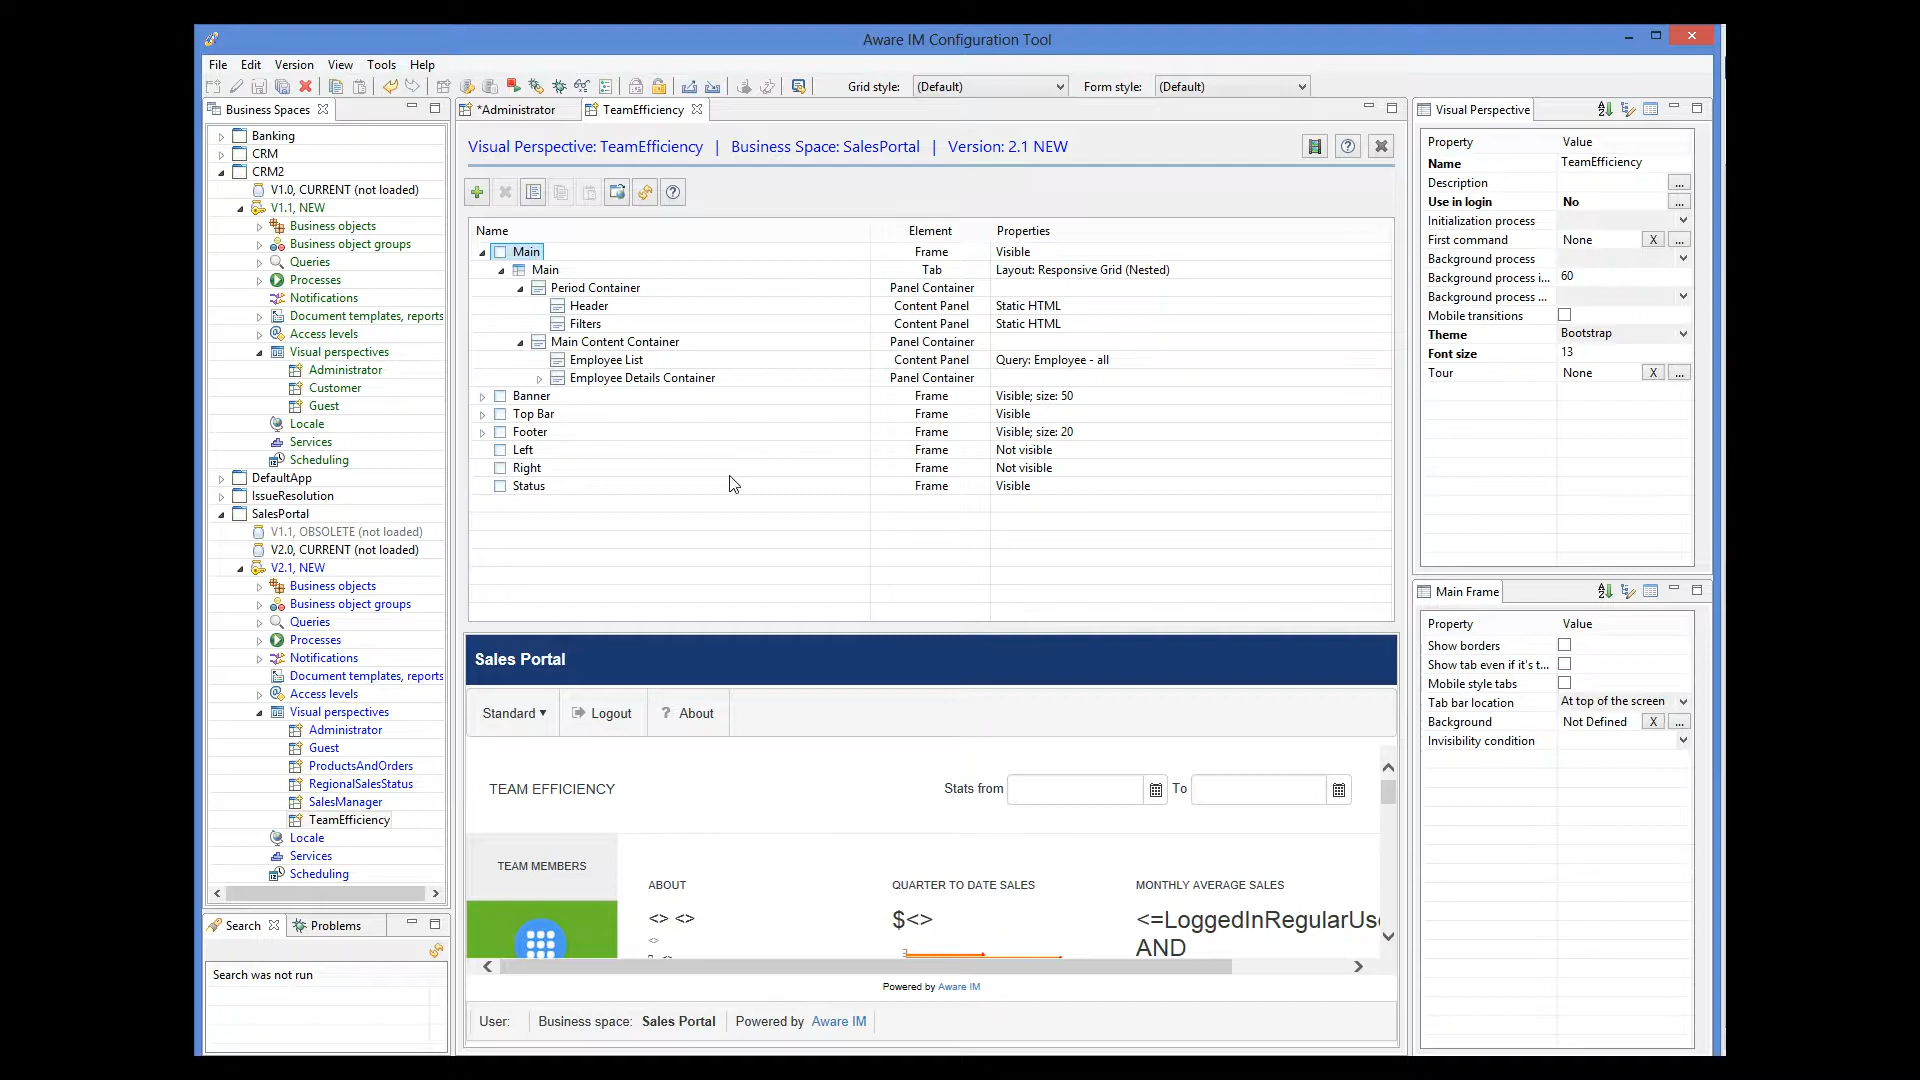 Aware IM Configuration Tool
File Edit Version View Tools Help
Grid style: (Default) Form style: (Default)
Business Spaces
*Administrator
TeamEfficiency
Visual Perspective
Banking
CRM
CRM2
V1.0, CURRENT (not loaded)
V1.1, NEW
Business objects
Business object groups
Queries
Processes
Notifications
Document templates, reports
Access levels
Visual perspectives
Administrator
Customer
Guest
Locale
Services
Scheduling
DefaultApp
IssueResolution
SalesPortal
V1.1, OBSOLETE (not loaded)
V2.0, CURRENT (not loaded)
V2.1, NEW
Business objects
Business object groups
Queries
Processes
Notifications
Document templates, reports
Access levels
Visual perspectives
Administrator
Guest
ProductsAndOrders
RegionalSalesStatus
SalesManager
TeamEfficiency
Locale
Services
Scheduling
Search
Problems
Search was not run
Visual Perspective: TeamEfficiency | Business Space: SalesPortal | Version: 2.1 NEW
Name Element Properties
Main Frame Visible
Main Tab Layout: Responsive Grid (Nested)
Period Container Panel Container
Header Content Panel Static HTML
Filters Content Panel Static HTML
Main Content Container Panel Container
Employee List Content Panel Query: Employee - all
Employee Details Container Panel Container
Banner Frame Visible; size: 50
Top Bar Frame Visible
Footer Frame Visible; size: 20
Left Frame Not visible
Right Frame Not visible
Status Frame Visible
Sales Portal
Standard Logout ? About
TEAM EFFICIENCY Stats from To
TEAM MEMBERS
ABOUT QUARTER TO DATE SALES MONTHLY AVERAGE SALES
<> <> $<> <=LoggedInRegularUse
<> AND
Powered by Aware IM
User: Business space: Sales Portal Powered by Aware IM
Property Value
Name TeamEfficiency
Description ...
Use in login No ...
Initialization process
First command None X ...
Background process
Background process i... 60
Background process ...
Mobile transitions
Theme Bootstrap
Font size 13
Tour None X ...
Main Frame
Property Value
Show borders
Show tab even if it's t...
Mobile style tabs
Tab bar location At top of the screen
Background Not Defined X ...
Invisibility condition